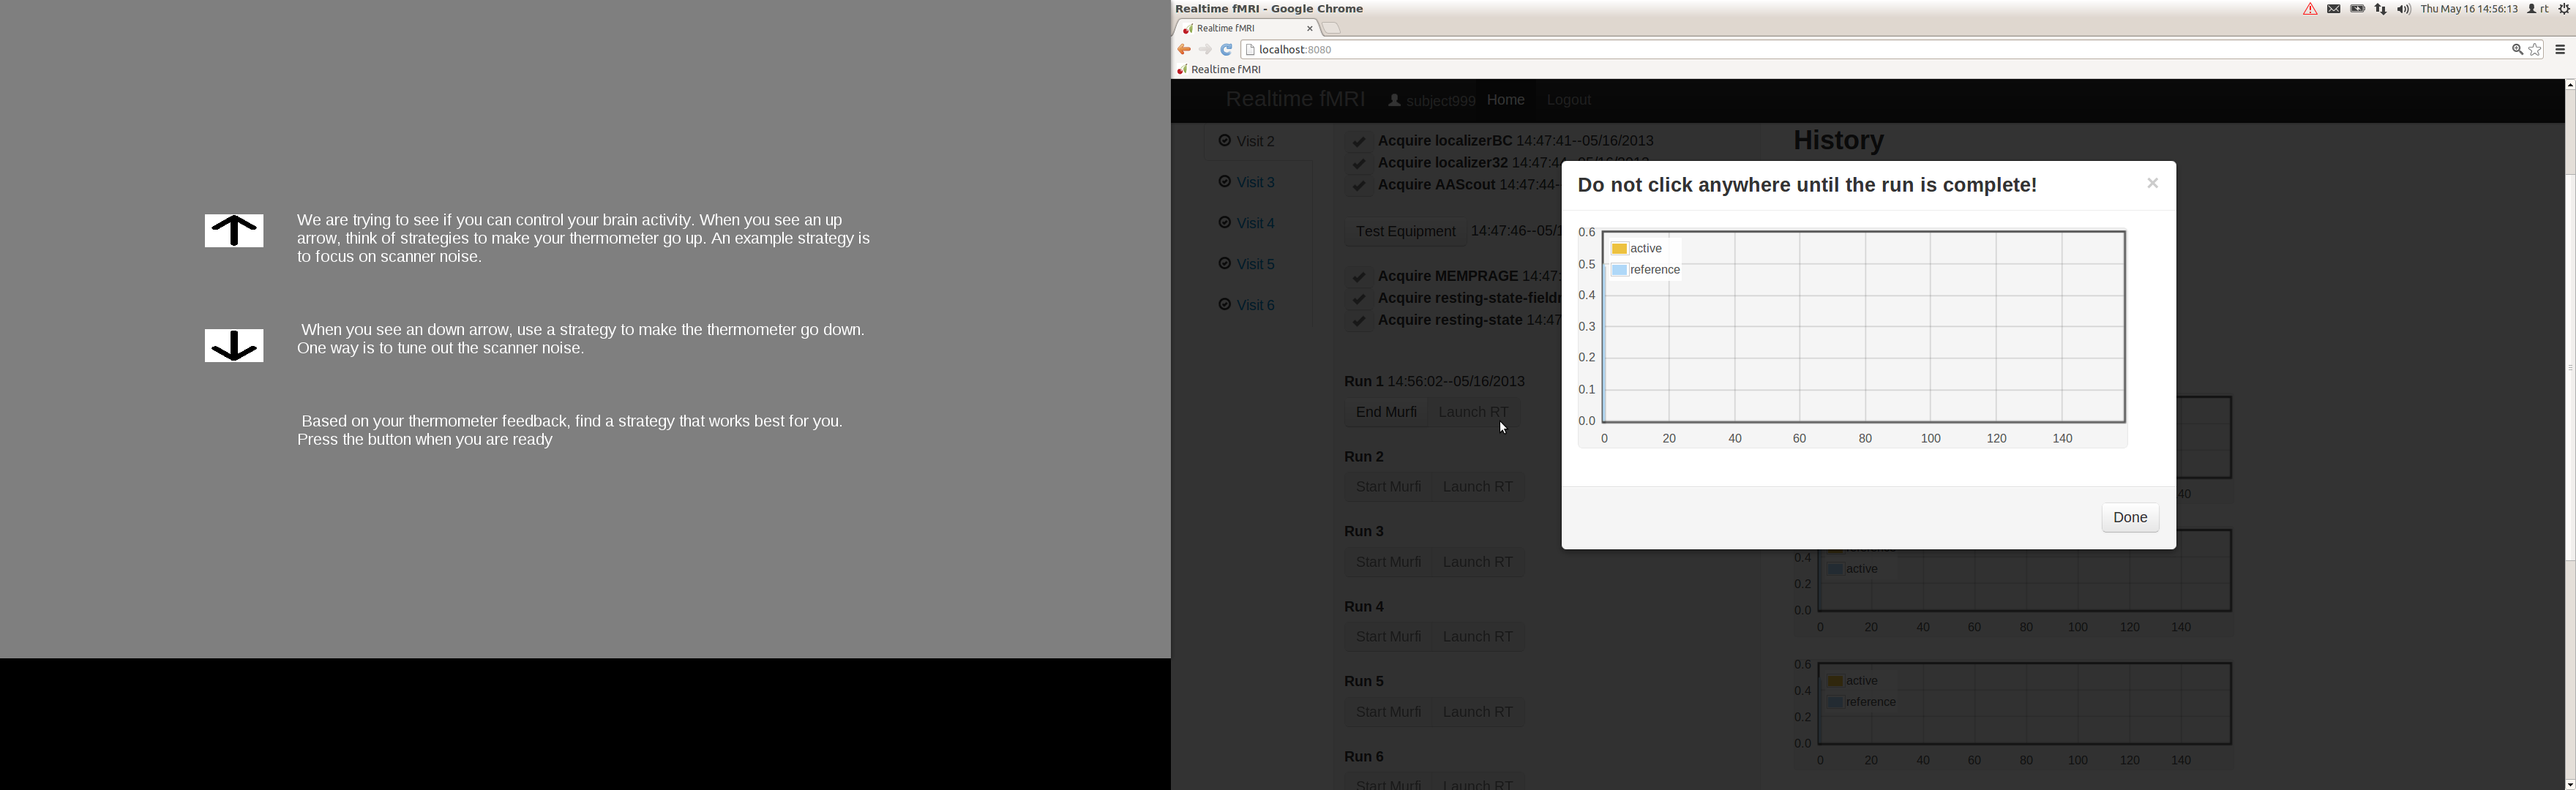 We are trying to see if you can control your brain activity. When you see an up
arrow, think of strategies to make your thermometer go up. An example strategy is
to focus on scanner noise.
When you see an down arrow, use a strategy to make the thermometer go down.
One way is to tune out the scanner noise.
Based on your thermometer feedback, find a strategy that works best for you.
Press the button when you are ready
Realtime fMRI - Google Chrome
Thu May 16 14:56:13 rt
Realtime fMRI
localhost:8080
Realtime fMRI
Realtime fMRI subject999 Home Logout
Visit 2
Visit 3
Visit 4
Visit 5
Visit 6
Acquire localizerBC 14:47:41--05/16/2013
Acquire localizer32 14:47:44--05/16/2013
Acquire AAScout 14:47:44--
Test Equipment 14:47:46--05/1
Acquire MEMPRAGE 14:47:
Acquire resting-state-fieldm
Acquire resting-state 14:47
Run 1 14:56:02--05/16/2013
End Murfi Launch RT
Run 2
Start Murfi Launch RT
Run 3
Start Murfi Launch RT
Run 4
Start Murfi Launch RT
Run 5
Start Murfi Launch RT
Run 6
Start Murfi Launch RT
History
Do not click anywhere until the run is complete!
×
0.6
active
0.5
reference
0.4
0.3
0.2
0.1
0.0
0 20 40 60 80 100 120 140
Done
40
reference
0.4
active
0.2
0.0
0 20 40 60 80 100 120 140
0.6
active
0.4
reference
0.2
0.0
0 20 40 60 80 100 120 140